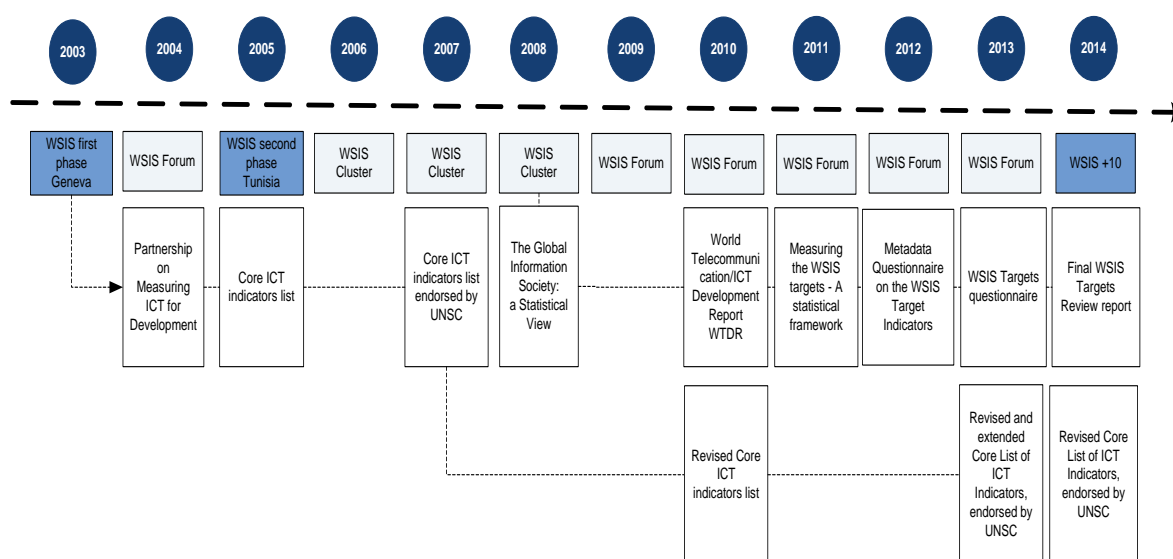 2003
2004
2005
2006
2007
2008
2009
2010
2011
2012
2013
2014
WSIS first
phase
Geneva
WSIS Forum
WSIS second
phase
Tunisia
WSIS
Cluster
WSIS
Cluster
WSIS
Cluster
WSIS Forum
WSIS Forum
WSIS Forum
WSIS Forum
WSIS Forum
WSIS +10
Partnership
on
Measuring
ICT for
Development
Core ICT
indicators list
Core ICT
indicators list
endorsed by
UNSC
The Global
Information
Society:
a Statistical
View
World
Telecommuni
cation/ICT
Development
Report
WTDR
Measuring
the WSIS
targets - A
statistical
framework
Metadata
Questionnaire
on the WSIS
Target
Indicators
WSIS Targets
questionnaire
Final WSIS
Targets
Review report
Revised Core
ICT
indicators list
Revised and
extended
Core List of
ICT
Indicators,
endorsed by
UNSC
Revised Core
List of ICT
Indicators,
endorsed by
UNSC